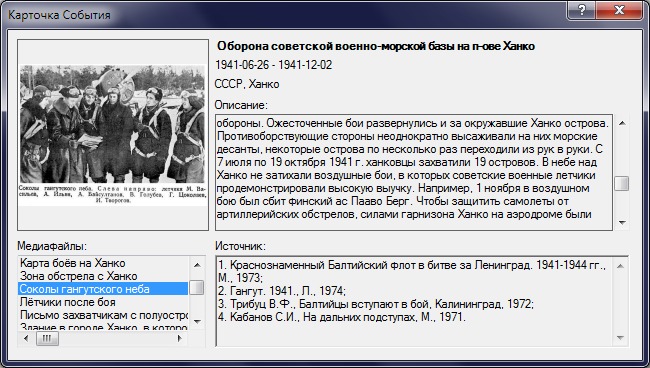 Карточка События
Оборона советской военно-морской базы на п-ове Ханко
1941-06-26 - 1941-12-02
СССР, Ханко
Описание:
обороны. Ожесточенные бои развернулись и за окружавшие Ханко острова.
Противоборствующие стороны неоднократно высаживали на них морские
десанты, некоторые острова по несколько раз переходили из рук в руки. С
7 июля по 19 октября 1941 г. ханковцы захватили 19 островов. В небе над
Ханко не затихали воздушные бои, в которых советские военные летчики
продемонстрировали высокую выучку. Например, 1 ноября в воздушном
бою был сбит финский ас Пааво Берг. Чтобы защитить самолеты от
артиллерийских обстрелов, силами гарнизона Ханко на аэродроме были
Соколы гангутского неба. Слева направо: летчики М. Ва-
сильев, А. Ильин, А. Байсултанов, В. Голубев, Г. Цоколаев,
И. Творогов.
Медиафайлы:
Карта боёв на Ханко
Зона обстрела с Ханко
Соколы гангутского неба
Лётчики после боя
Письмо захватчикам с полуостро
Здание в городе Ханко, в которо
Источник:
1. Краснознаменный Балтийский флот в битве за Ленинград. 1941-1944 гг.,
М., 1973;
2. Гангут. 1941., Л., 1974;
3. Трибуц В.Ф., Балтийцы вступают в бой, Калининград, 1972;
4. Кабанов С.И., На дальних подступах, М., 1971.